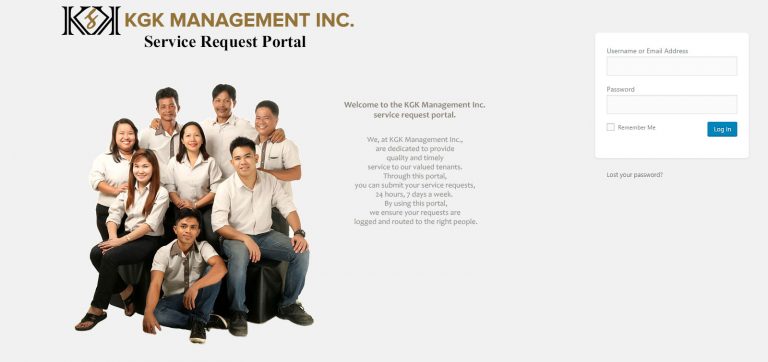 KGK KGK MANAGEMENT INC.
Service Request Portal
Welcome to the KGK Management Inc.
service request portal.
We, at KGK Management Inc.,
are dedicated to provide
quality and timely
service to our valued tenants.
Through this portal,
you can submit your service requests,
24 hours, 7 days a week.
By using this portal,
we ensure your requests are
logged and routed to the right people.
Username or Email Address
Password
Remember Me
Log In
Lost your password?